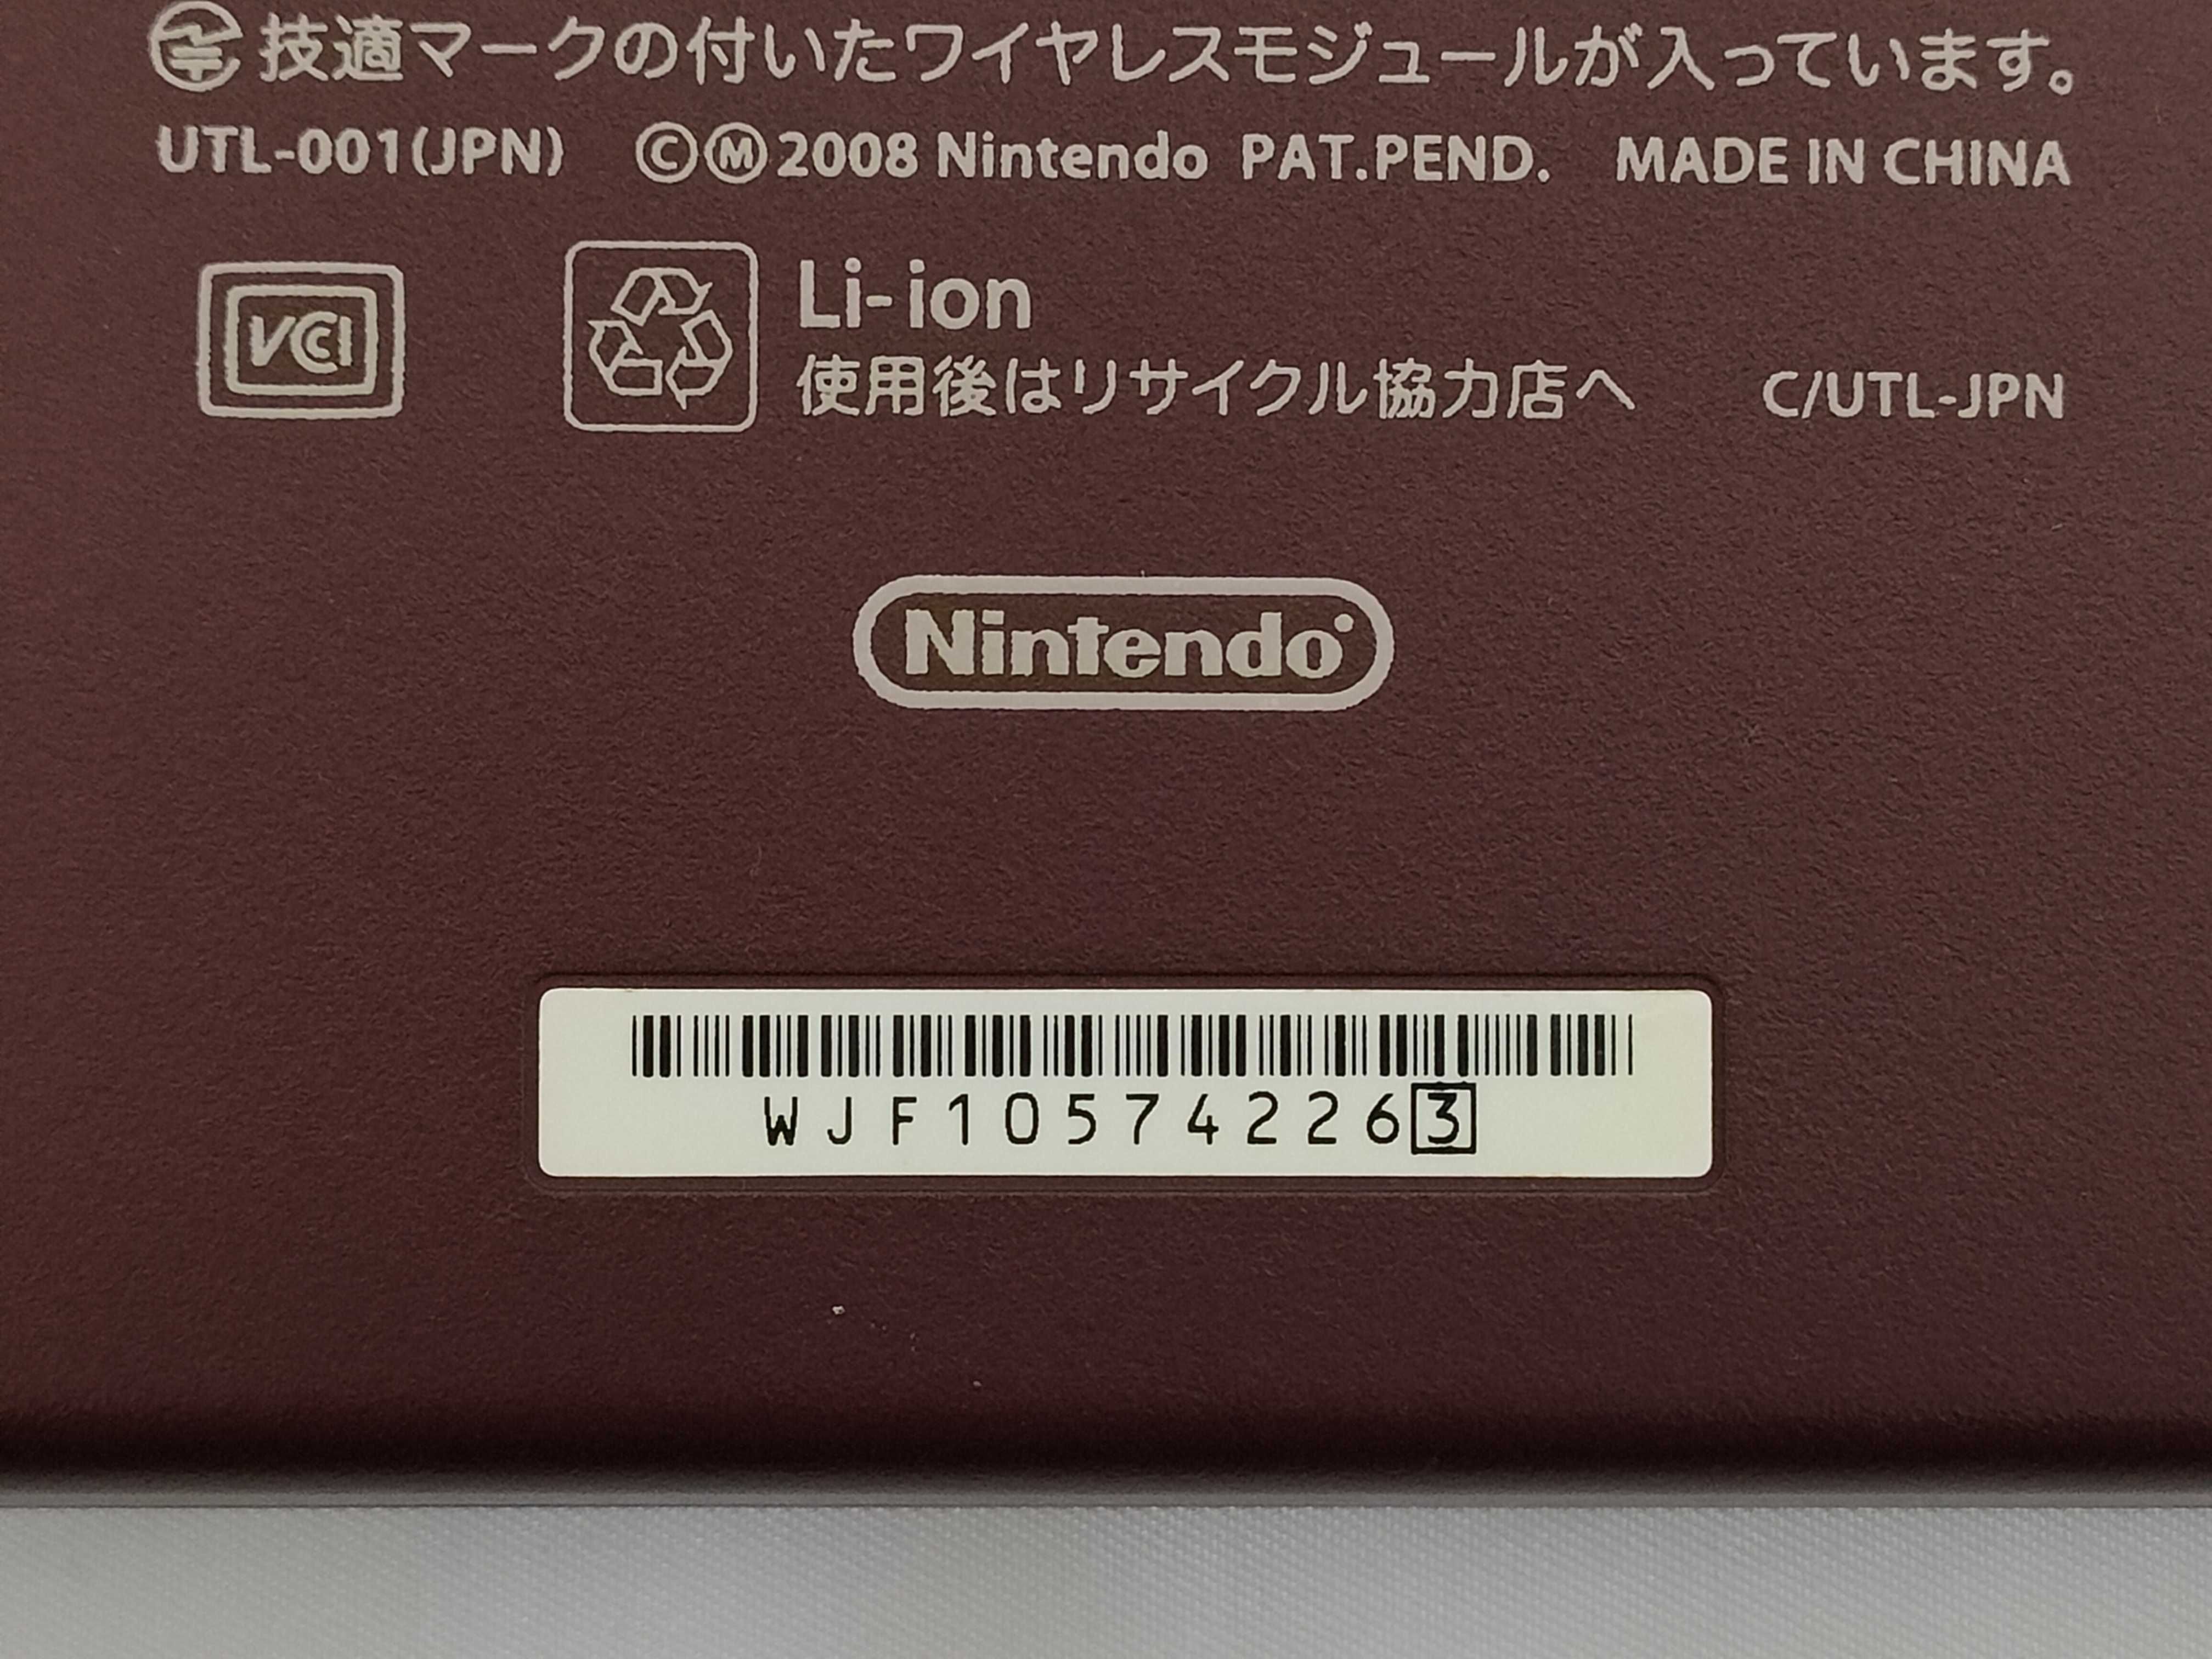 技適マークの付いたワイヤレスモジュールが入っています。
UTL-001(JPN) ©Ⓜ2008 Nintendo PAT.PEND. MADE IN CHINA
VCI
Li-ion
使用後はリサイクル協力店へ C/UTL-JPN
Nintendo
WJF105742263